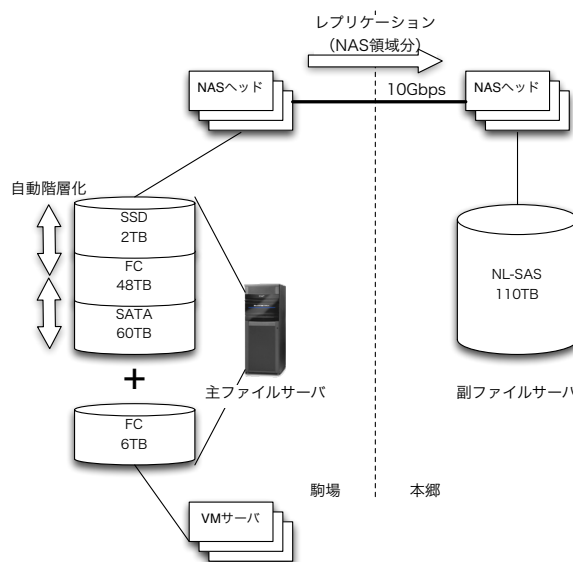 レプリケーション
（NAS領域分）
NASヘッド
10Gbps
NASヘッド
自動階層化
SSD
2TB
FC
48TB
SATA
60TB
NL-SAS
110TB
+
主ファイルサーバ
副ファイルサーバ
FC
6TB
駒場
本郷
VMサーバ